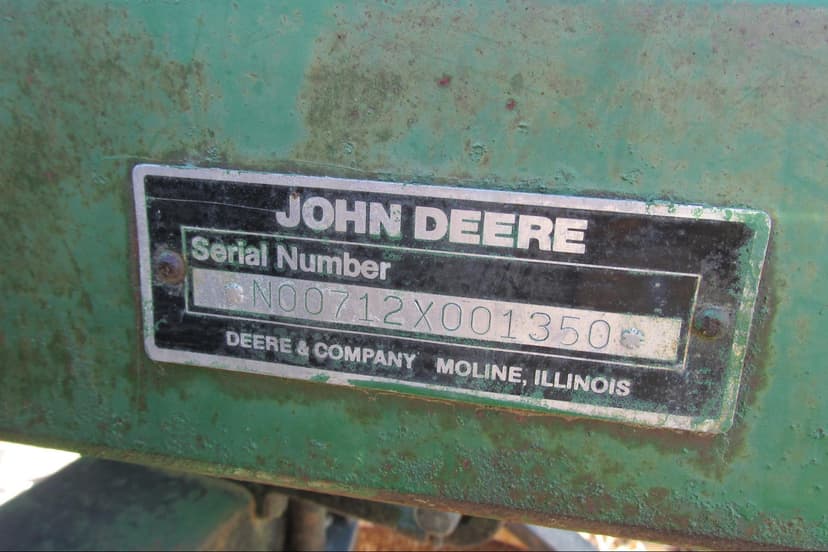 JOHN DEERE
Serial Number
*N00712X001350*
DEERE & COMPANY MOLINE, ILLINOIS